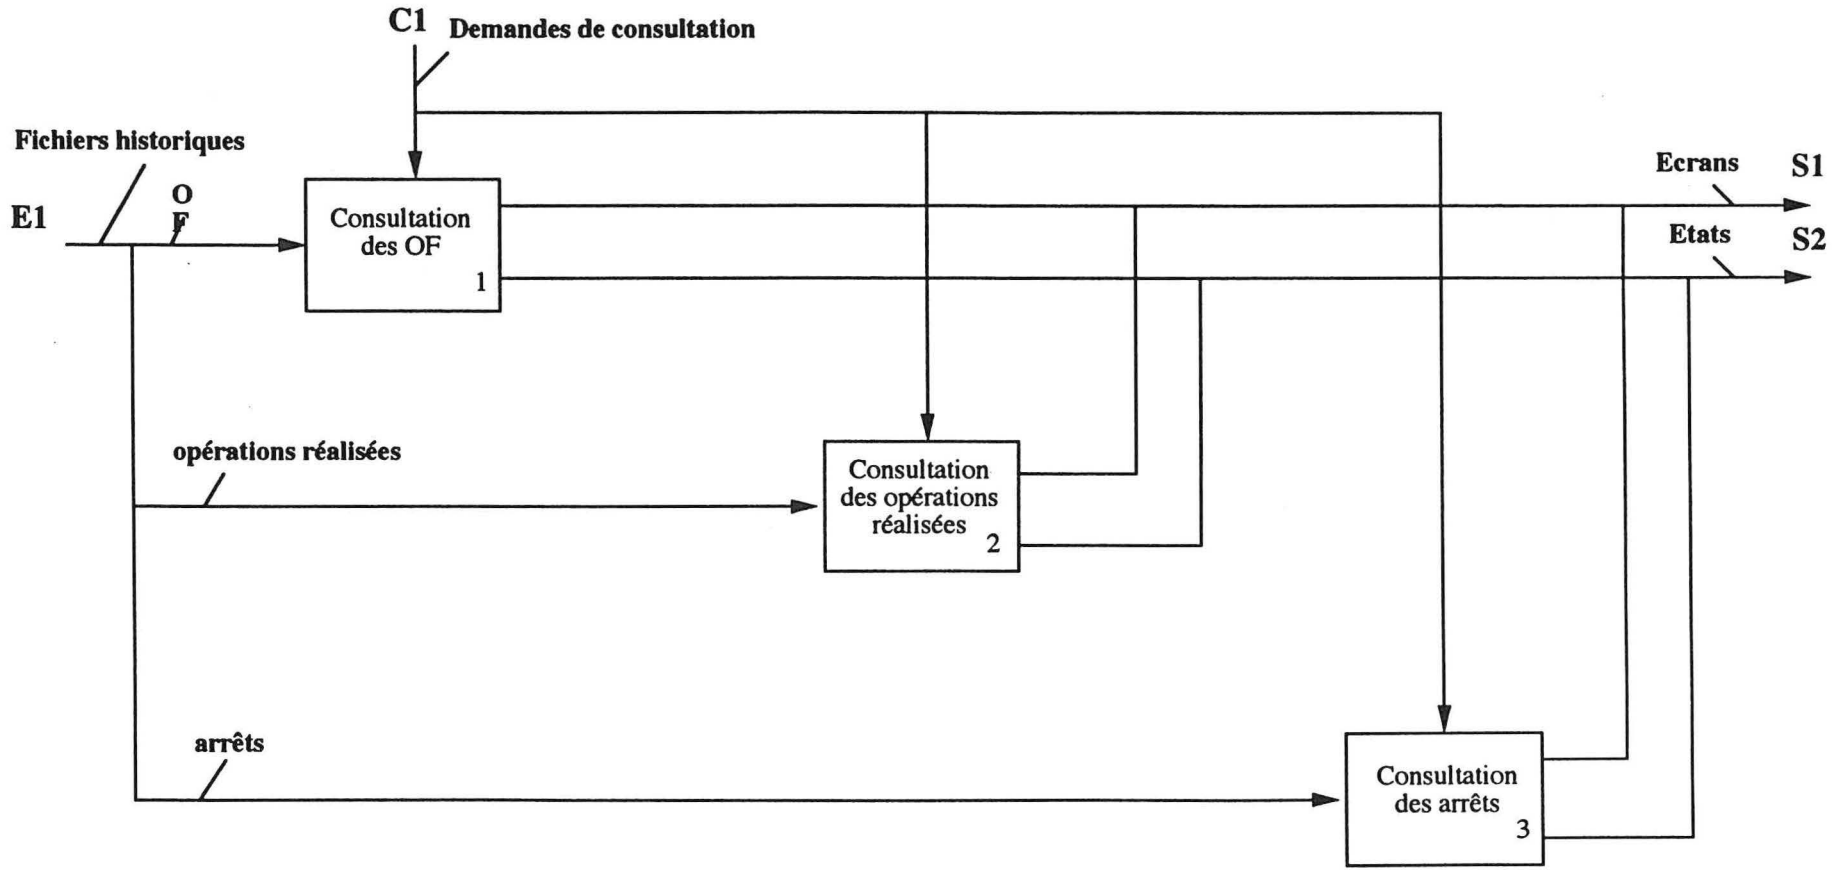 C1
Demandes de consultation
Fichiers historiques
O
F
E1
Consultation
des OF
1
Ecrans
S1
Etats
S2
opérations réalisées
Consultation
des opérations
réalisées
2
arrêts
Consultation
des arrêts
3